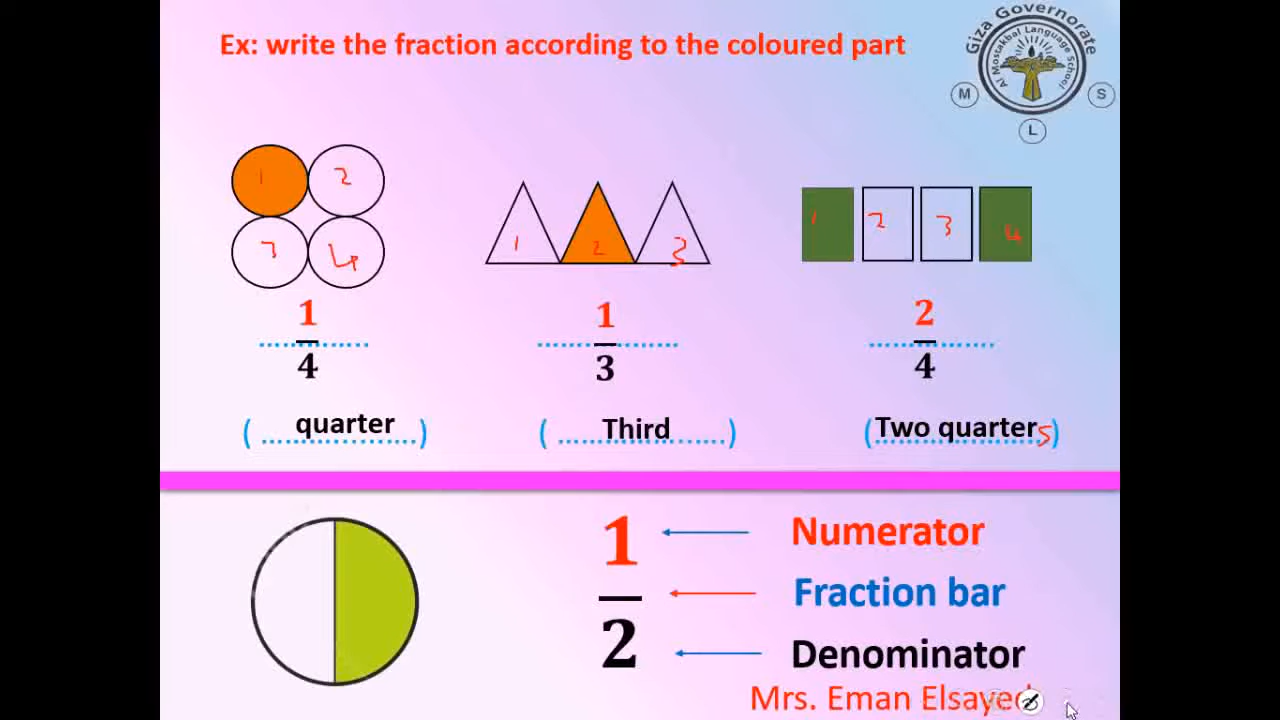 Ex: write the fraction according to the coloured part
Giza Governorate
Al Mostakbal Language School
M S
L
1 2
3 4
1 2 3
1 2 3 4
1/4
1/3
2/4
( quarter )
( Third )
(Two quarters)
1 Numerator
Fraction bar
2 Denominator
Mrs. Eman Elsayed